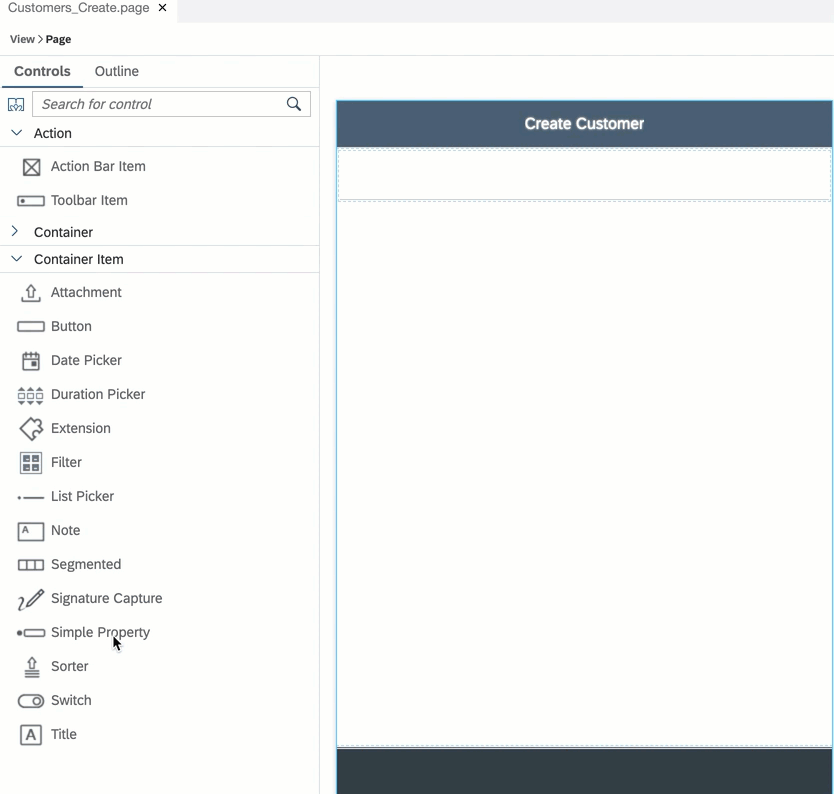 Customers_Create.page ×
View > Page
Controls Outline
Search for control
Action
Action Bar Item
Toolbar Item
Container
Container Item
Attachment
Button
Date Picker
Duration Picker
Extension
Filter
List Picker
Note
Segmented
Signature Capture
Simple Property
Sorter
Switch
Title
Create Customer